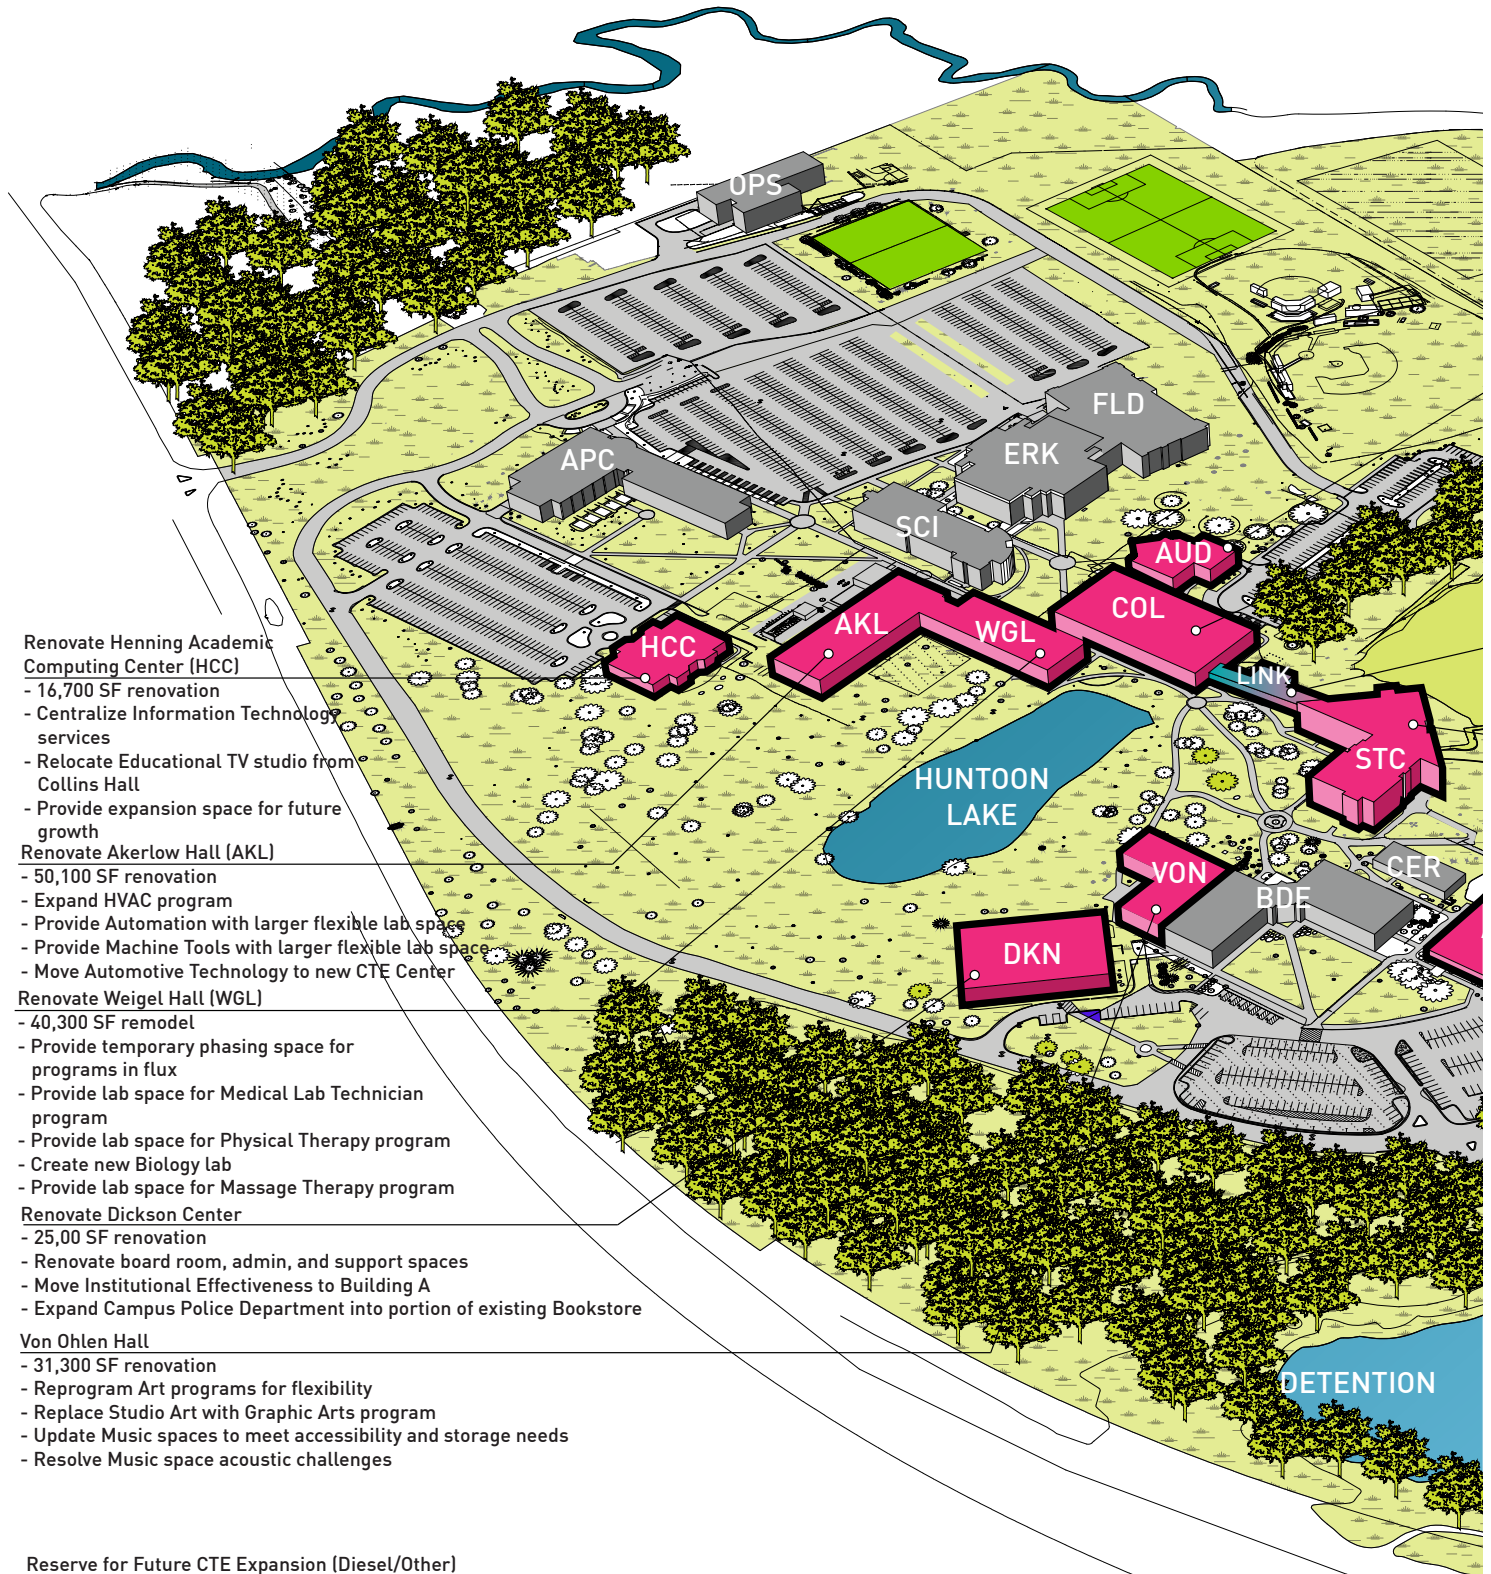 OPS
FLD
ERK
APC
SCI
AUD
COL
AKL
WGL
HCC
LINK
STC
HUNTOON
LAKE
VON
BDE
CER
DKN
DETENTION
Renovate Henning Academic
Computing Center (HCC)
- 16,700 SF renovation
- Centralize Information Technology
services
- Relocate Educational TV studio from
Collins Hall
- Provide expansion space for future
growth
Renovate Akerlow Hall (AKL)
- 50,100 SF renovation
- Expand HVAC program
- Provide Automation with larger flexible lab space
- Provide Machine Tools with larger flexible lab space
- Move Automotive Technology to new CTE Center
Renovate Weigel Hall (WGL)
- 40,300 SF remodel
- Provide temporary phasing space for
programs in flux
- Provide lab space for Medical Lab Technician
program
- Provide lab space for Physical Therapy program
- Create new Biology lab
- Provide lab space for Massage Therapy program
Renovate Dickson Center
- 25,00 SF renovation
- Renovate board room, admin, and support spaces
- Move Institutional Effectiveness to Building A
- Expand Campus Police Department into portion of existing Bookstore
Von Ohlen Hall
- 31,300 SF renovation
- Reprogram Art programs for flexibility
- Replace Studio Art with Graphic Arts program
- Update Music spaces to meet accessibility and storage needs
- Resolve Music space acoustic challenges
Reserve for Future CTE Expansion (Diesel/Other)